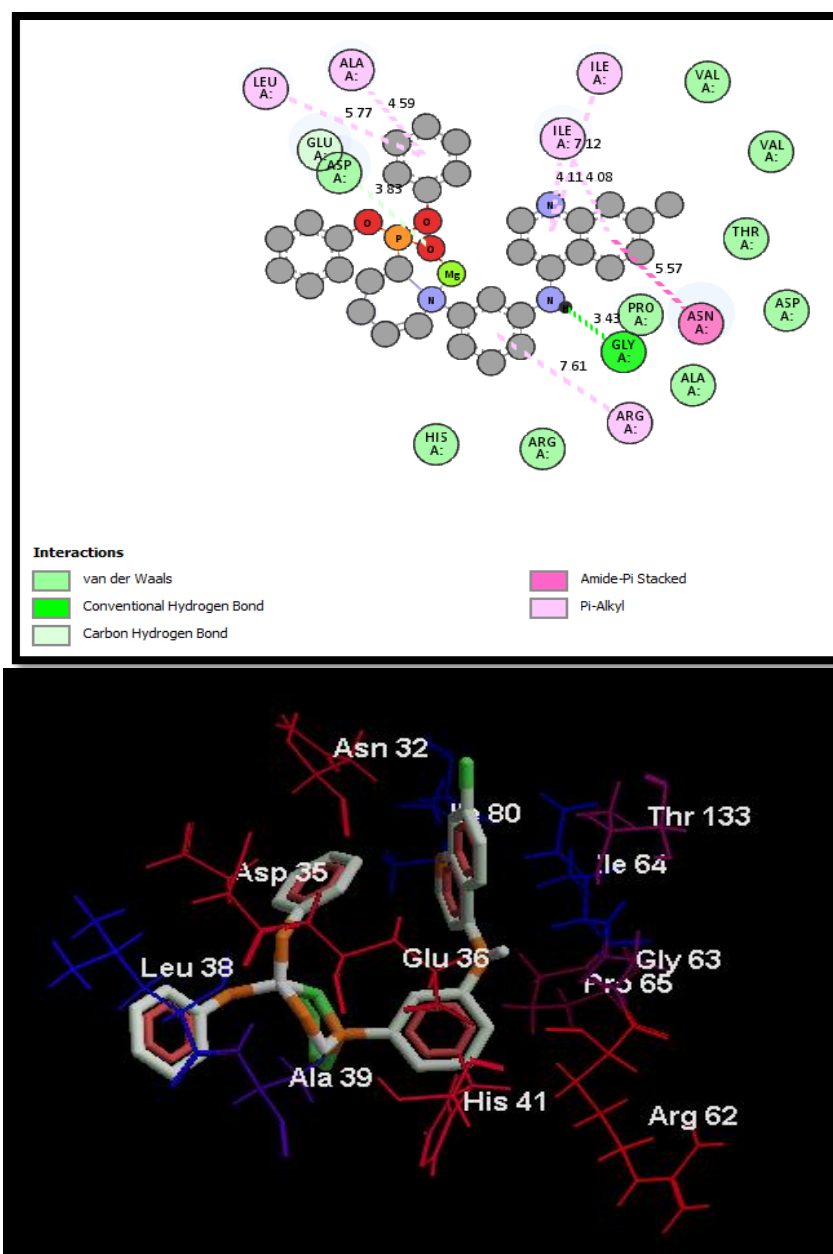 ALA
A:
ILE
A:
LEU
A:
VAL
A:
4 59
5 77
GLU
A:
ILE
A:
7 12
VAL
A:
ASP
A:
3 83
4 11
4 08
N
O
O
P
O
THR
A:
Mg
5 57
N
N
H
PRO
A:
ASP
A:
3 43
ASN
A:
GLY
A:
7 61
ALA
A:
ARG
A:
HIS
A:
ARG
A:
Interactions
van der Waals
Conventional Hydrogen Bond
Carbon Hydrogen Bond
Amide-Pi Stacked
Pi-Alkyl
Asn 32
80
Thr 133
Asp 35
Ile 64
Glu 36
Gly 63
Leu 38
Pro 65
Ala 39
His 41
Arg 62